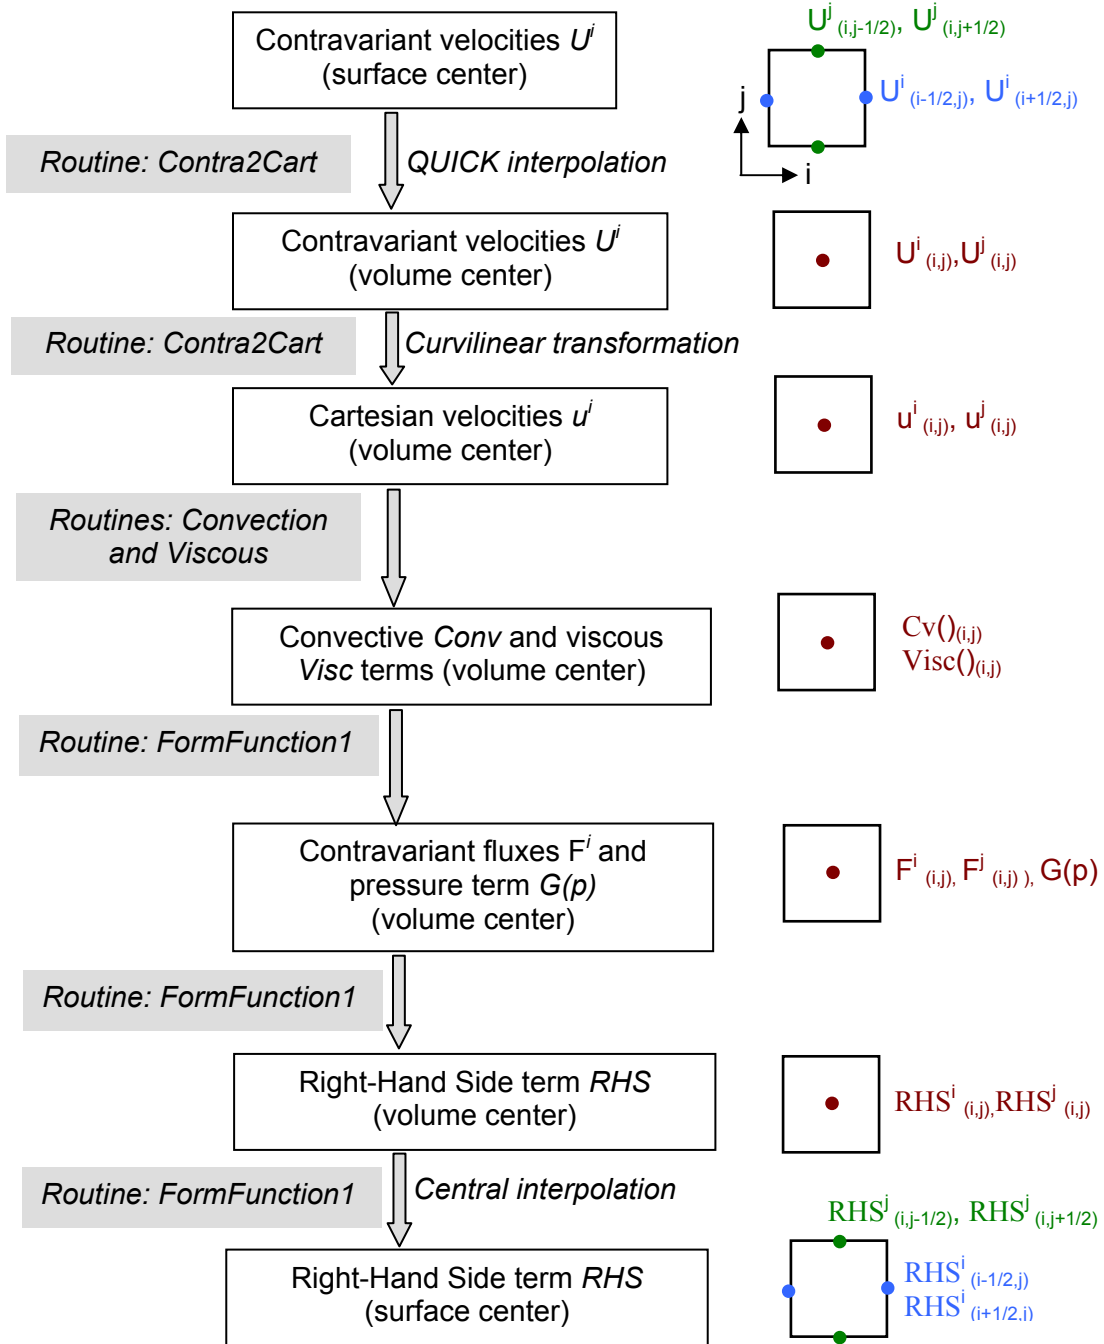 Contravariant velocities U^i
(surface center)
U^j (i,j-1/2), U^j (i,j+1/2)
U^i (i-1/2,j), U^i (i+1/2,j)
j
i
Routine: Contra2Cart
QUICK interpolation
Contravariant velocities U^i
(volume center)
U^i (i,j),U^j (i,j)
Routine: Contra2Cart
Curvilinear transformation
Cartesian velocities u^i
(volume center)
u^i (i,j), u^j (i,j)
Routines: Convection
and Viscous
Convective Conv and viscous
Visc terms (volume center)
Cv()(i,j)
Visc()(i,j)
Routine: FormFunction1
Contravariant fluxes F^i and
pressure term G(p)
(volume center)
F^i (i,j), F^j (i,j) ), G(p)
Routine: FormFunction1
Right-Hand Side term RHS
(volume center)
RHS^i (i,j),RHS^j (i,j)
Routine: FormFunction1
Central interpolation
RHS^j (i,j-1/2), RHS^j (i,j+1/2)
Right-Hand Side term RHS
(surface center)
RHS^i (i-1/2,j)
RHS^i (i+1/2,j)